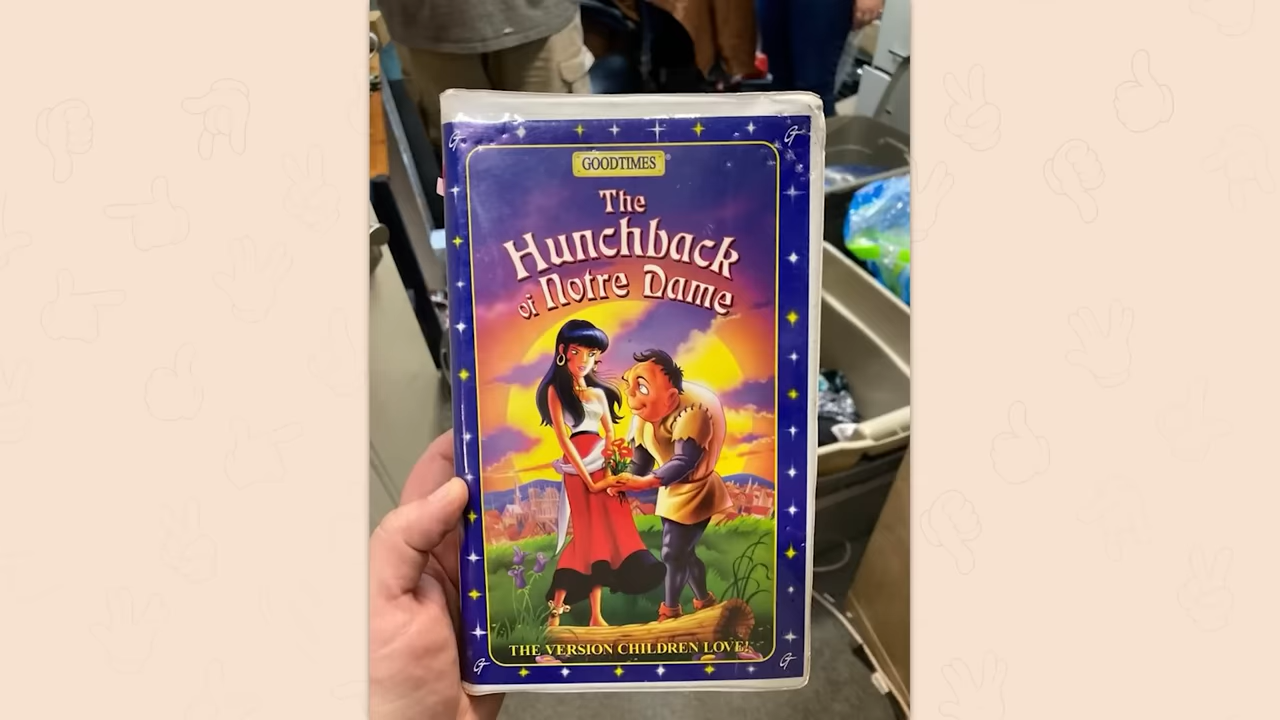 GOODTIMES
The
Hunchback
of Notre Dame
THE VERSION CHILDREN LOVE!